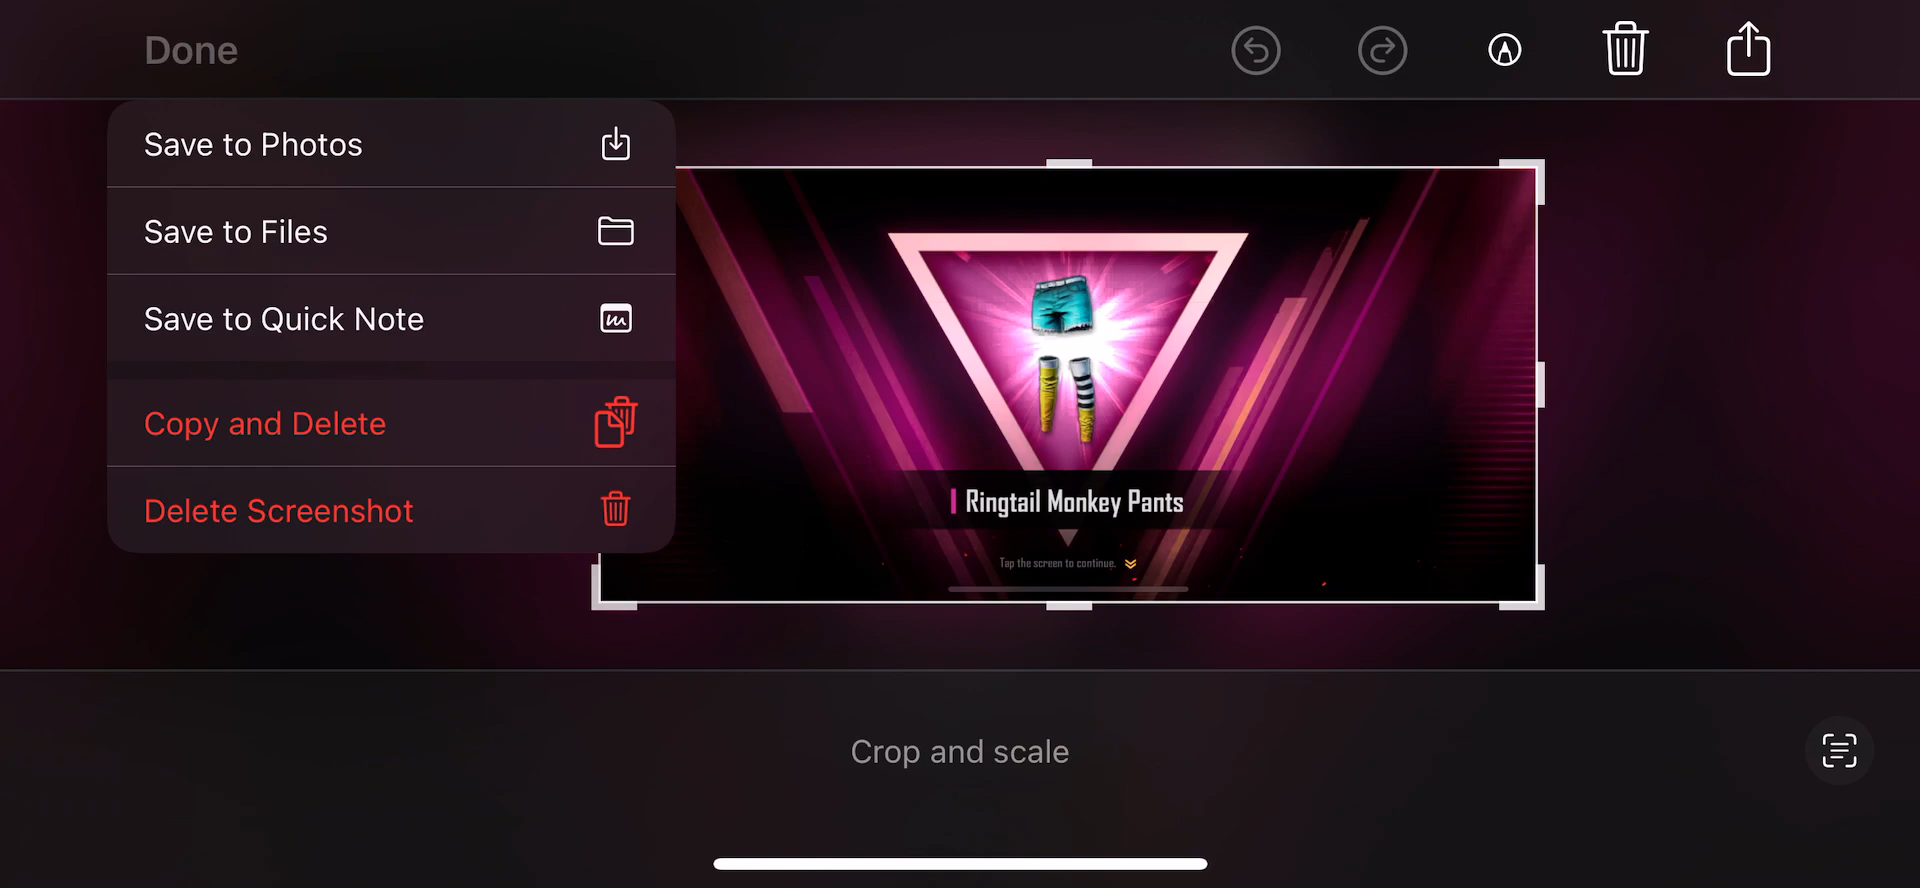 Done
Save to Photos
Save to Files
Save to Quick Note
Copy and Delete
Delete Screenshot
Ringtail Monkey Pants
Tap the screen to continue.
Crop and scale